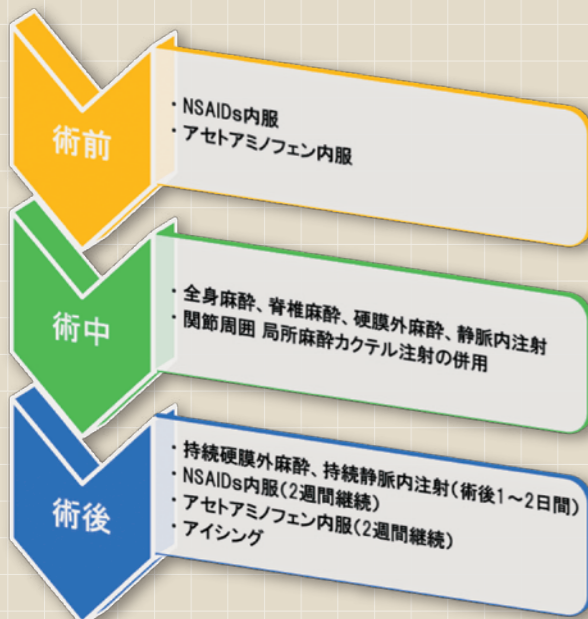 術前
・NSAIDs内服
・アセトアミノフェン内服
術中
・全身麻酔、脊椎麻酔、硬膜外麻酔、静脈内注射
・関節周囲 局所麻酔カクテル注射の併用
術後
・持続硬膜外麻酔、持続静脈内注射(術後1～2日間)
・NSAIDs内服(2週間継続)
・アセトアミノフェン内服(2週間継続)
・アイシング